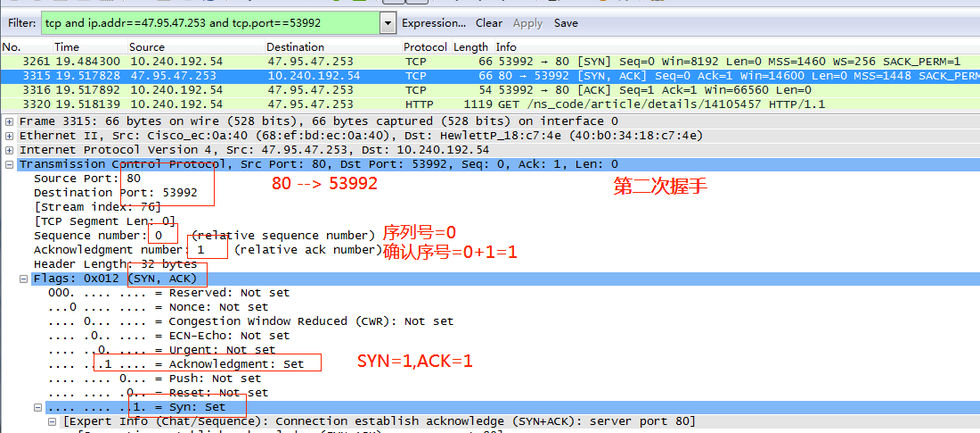 Filter: tcp and ip.addr==47.95.47.253 and tcp.port==53992 Expression... Clear Apply Save
No. Time Source Destination Protocol Length Info
3261 19.484300 10.240.192.54 47.95.47.253 TCP 66 53992 → 80 [SYN] Seq=0 Win=8192 Len=0 MSS=1460 WS=256 SACK_PERM=1
3315 19.517828 47.95.47.253 10.240.192.54 TCP 66 80 → 53992 [SYN, ACK] Seq=0 Ack=1 Win=14600 Len=0 MSS=1448 SACK_PERM
3316 19.517892 10.240.192.54 47.95.47.253 TCP 54 53992 → 80 [ACK] Seq=1 Ack=1 Win=66560 Len=0
3320 19.518139 10.240.192.54 47.95.47.253 HTTP 1119 GET /ns_code/article/details/14105457 HTTP/1.1
Frame 3315: 66 bytes on wire (528 bits), 66 bytes captured (528 bits) on interface 0
Ethernet II, Src: Cisco_ec:0a:40 (68:ef:bd:ec:0a:40), Dst: HewlettP_18:c7:4e (40:b0:34:18:c7:4e)
Internet Protocol Version 4, Src: 47.95.47.253, Dst: 10.240.192.54
Transmission Control Protocol, Src Port: 80, Dst Port: 53992, Seq: 0, Ack: 1, Len: 0
Source Port: 80
Destination Port: 53992
80 --> 53992
第二次握手
[Stream index: 76]
[TCP Segment Len: 0]
Sequence number: 0 (relative sequence number) 序列号=0
Acknowledgment number: 1 (relative ack number) 确认序号=0+1=1
Header Length: 32 bytes
Flags: 0x012 (SYN, ACK)
000. .... .... = Reserved: Not set
...0 .... .... = Nonce: Not set
.... 0... .... = Congestion Window Reduced (CWR): Not set
.... .0.. .... = ECN-Echo: Not set
.... ..0. .... = Urgent: Not set
.... ...1 .... = Acknowledgment: Set
SYN=1,ACK=1
.... .... 0... = Push: Not set
.... .... .0.. = Reset: Not set
.... .... ..1. = Syn: Set
[Expert Info (Chat/Sequence): Connection establish acknowledge (SYN+ACK): server port 80]